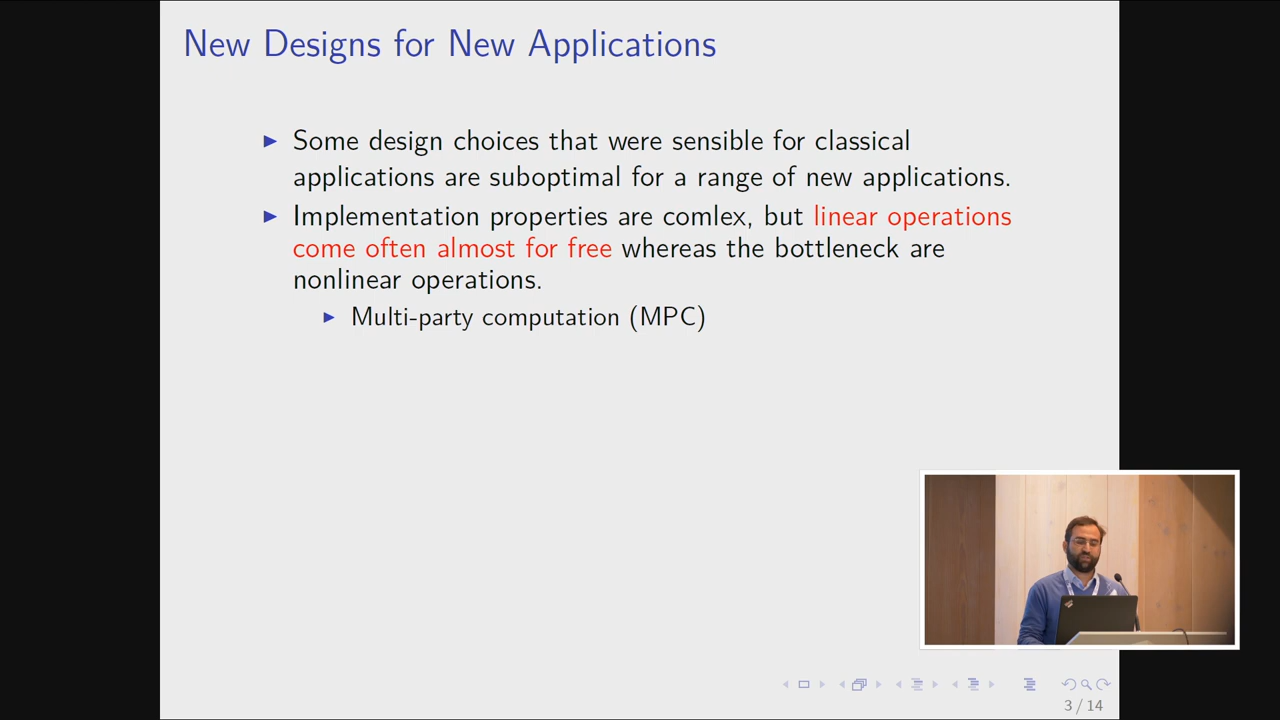 New Designs for New Applications
Some design choices that were sensible for classical
applications are suboptimal for a range of new applications.
Implementation properties are comlex, but linear operations
come often almost for free whereas the bottleneck are
nonlinear operations.
Multi-party computation (MPC)
3 / 14